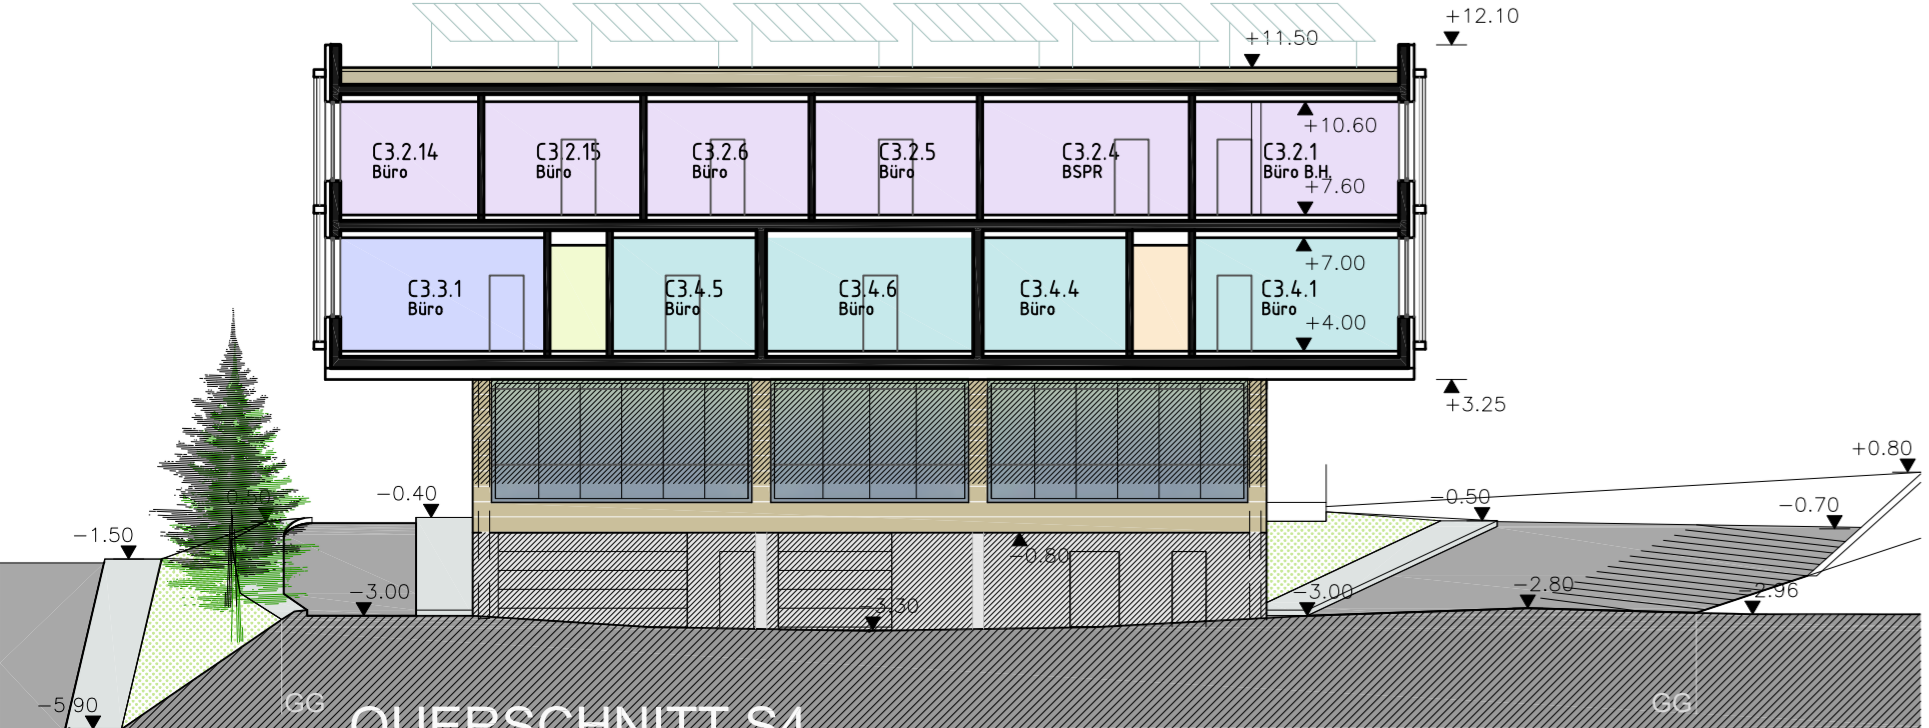 +12.10
+11.50
+10.60
C3.2.14
Büro
C3.2.15
Büro
C3.2.6
Büro
C3.2.5
Büro
C3.2.4
BSPR
C3.2.1
Büro B.H.
+7.60
+7.00
C3.3.1
Büro
C3.4.5
Büro
C3.4.6
Büro
C3.4.4
Büro
C3.4.1
Büro
+4.00
+3.25
+0.80
-0.40
0.50
-0.50
-0.70
-1.50
-0.80
-3.00
-3.30
-3.00
-2.80
-2.96
-5.90
GG
GG
QUERSCHNITT S4